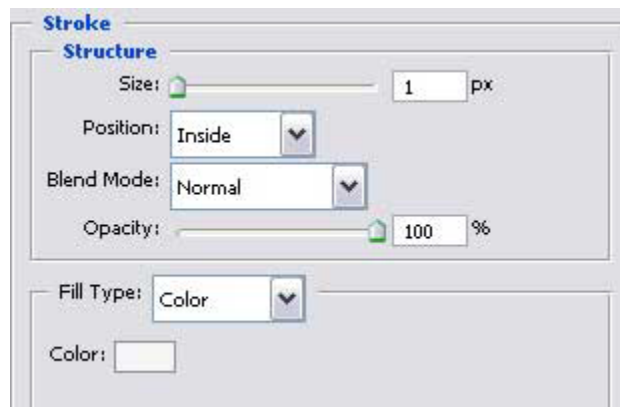 Stroke
Structure
Size: 1 px
Position: Inside
Blend Mode: Normal
Opacity: 100 %
Fill Type: Color
Color: